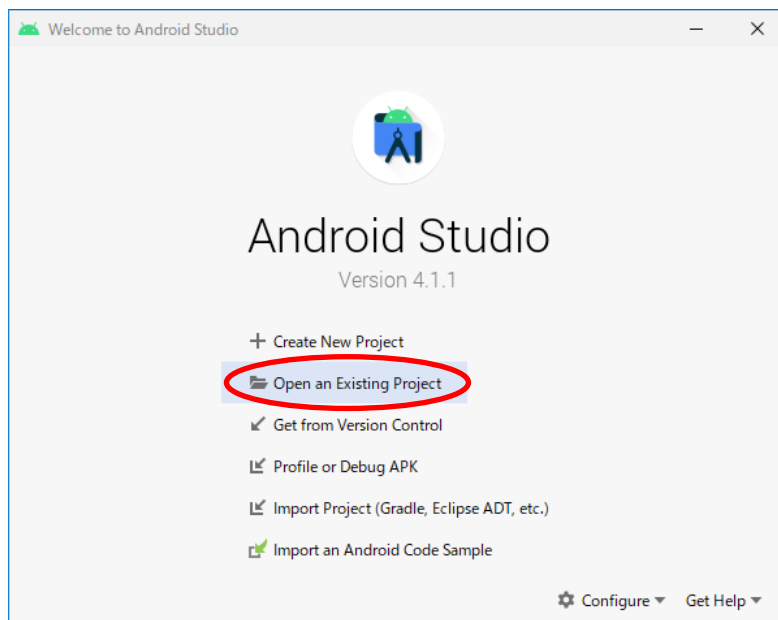 Welcome to Android Studio
Android Studio
Version 4.1.1
Create New Project
Open an Existing Project
Get from Version Control
Profile or Debug APK
Import Project (Gradle, Eclipse ADT, etc.)
Import an Android Code Sample
Configure Get Help